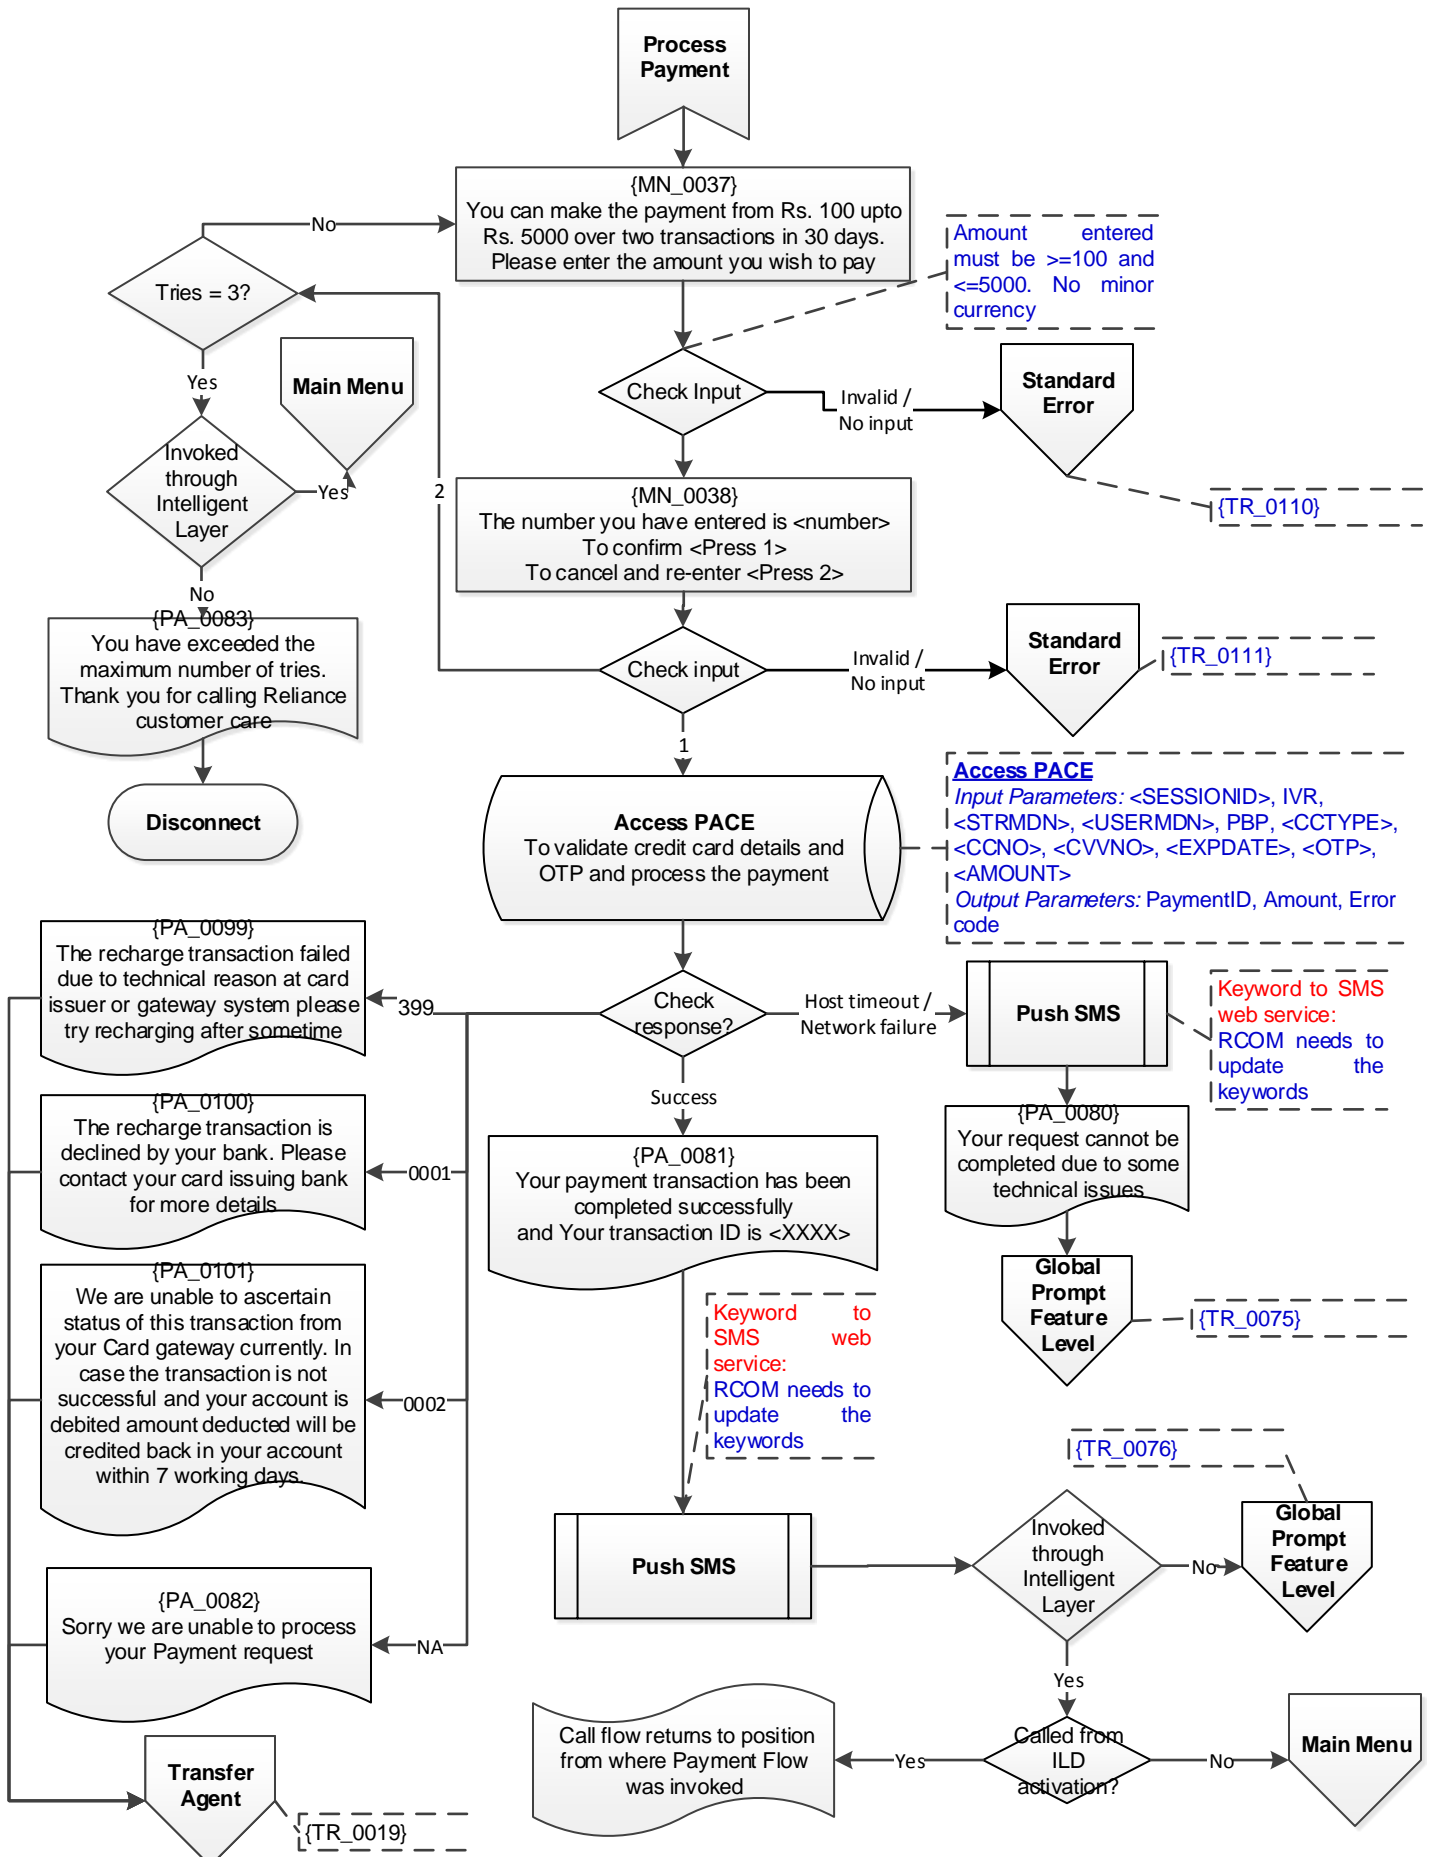 Process
Payment
{MN_0037}
You can make the payment from Rs. 100 upto
Rs. 5000 over two transactions in 30 days.
Please enter the amount you wish to pay
No
Amount entered
must be >=100 and
<=5000. No minor
currency
Tries = 3?
Yes
Main Menu
Check Input
Invalid /
No input
Standard
Error
{TR_0110}
Invoked
through
Intelligent
Layer
Yes
2
{MN_0038}
The number you have entered is <number>
To confirm <Press 1>
To cancel and re-enter <Press 2>
No
{PA_0083}
You have exceeded the
maximum number of tries.
Thank you for calling Reliance
customer care
Check input
Invalid /
No input
Standard
Error
{TR_0111}
1
Disconnect
Access PACE
To validate credit card details and
OTP and process the payment
Access PACE
Input Parameters: <SESSIONID>, IVR,
<STRMDN>, <USERMDN>, PBP, <CCTYPE>,
<CCNO>, <CVVNO>, <EXPDATE>, <OTP>,
<AMOUNT>
Output Parameters: PaymentID, Amount, Error
code
{PA_0099}
The recharge transaction failed
due to technical reason at card
issuer or gateway system please
try recharging after sometime
399
Check
response?
Host timeout /
Network failure
Push SMS
Keyword to SMS
web service:
RCOM needs to
update the
keywords
Success
{PA_0100}
The recharge transaction is
declined by your bank. Please
contact your card issuing bank
for more details
0001
{PA_0081}
Your payment transaction has been
completed successfully
and Your transaction ID is <XXXX>
{PA_0080}
Your request cannot be
completed due to some
technical issues
Global
Prompt
Feature
Level
{TR_0075}
{PA_0101}
We are unable to ascertain
status of this transaction from
your Card gateway currently. In
case the transaction is not
successful and your account is
debited amount deducted will be
credited back in your account
within 7 working days.
0002
Keyword to
SMS web
service:
RCOM needs to
update the
keywords
{TR_0076}
Push SMS
Invoked
through
Intelligent
Layer
No
Global
Prompt
Feature
Level
{PA_0082}
Sorry we are unable to process
your Payment request
NA
Yes
Call flow returns to position
from where Payment Flow
was invoked
Yes
Called from
ILD
activation?
No
Main Menu
Transfer
Agent
{TR_0019}